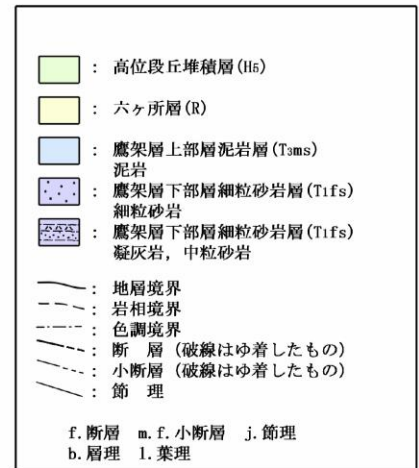 : 高位段丘堆積層(H5)
: 六ヶ所層(R)
: 鷹架層上部層泥岩層(T3ms)
泥岩
: 鷹架層下部層細粒砂岩層(T1fs)
細粒砂岩
: 鷹架層下部層細粒砂岩層(T1fs)
凝灰岩，中粒砂岩
: 地層境界
: 岩相境界
: 色調境界
: 断　層 (破線はゆ着したもの)
: 小断層 (破線はゆ着したもの)
: 節　理
f.断層　m.f.小断層　j.節理
b.層理　l.葉理